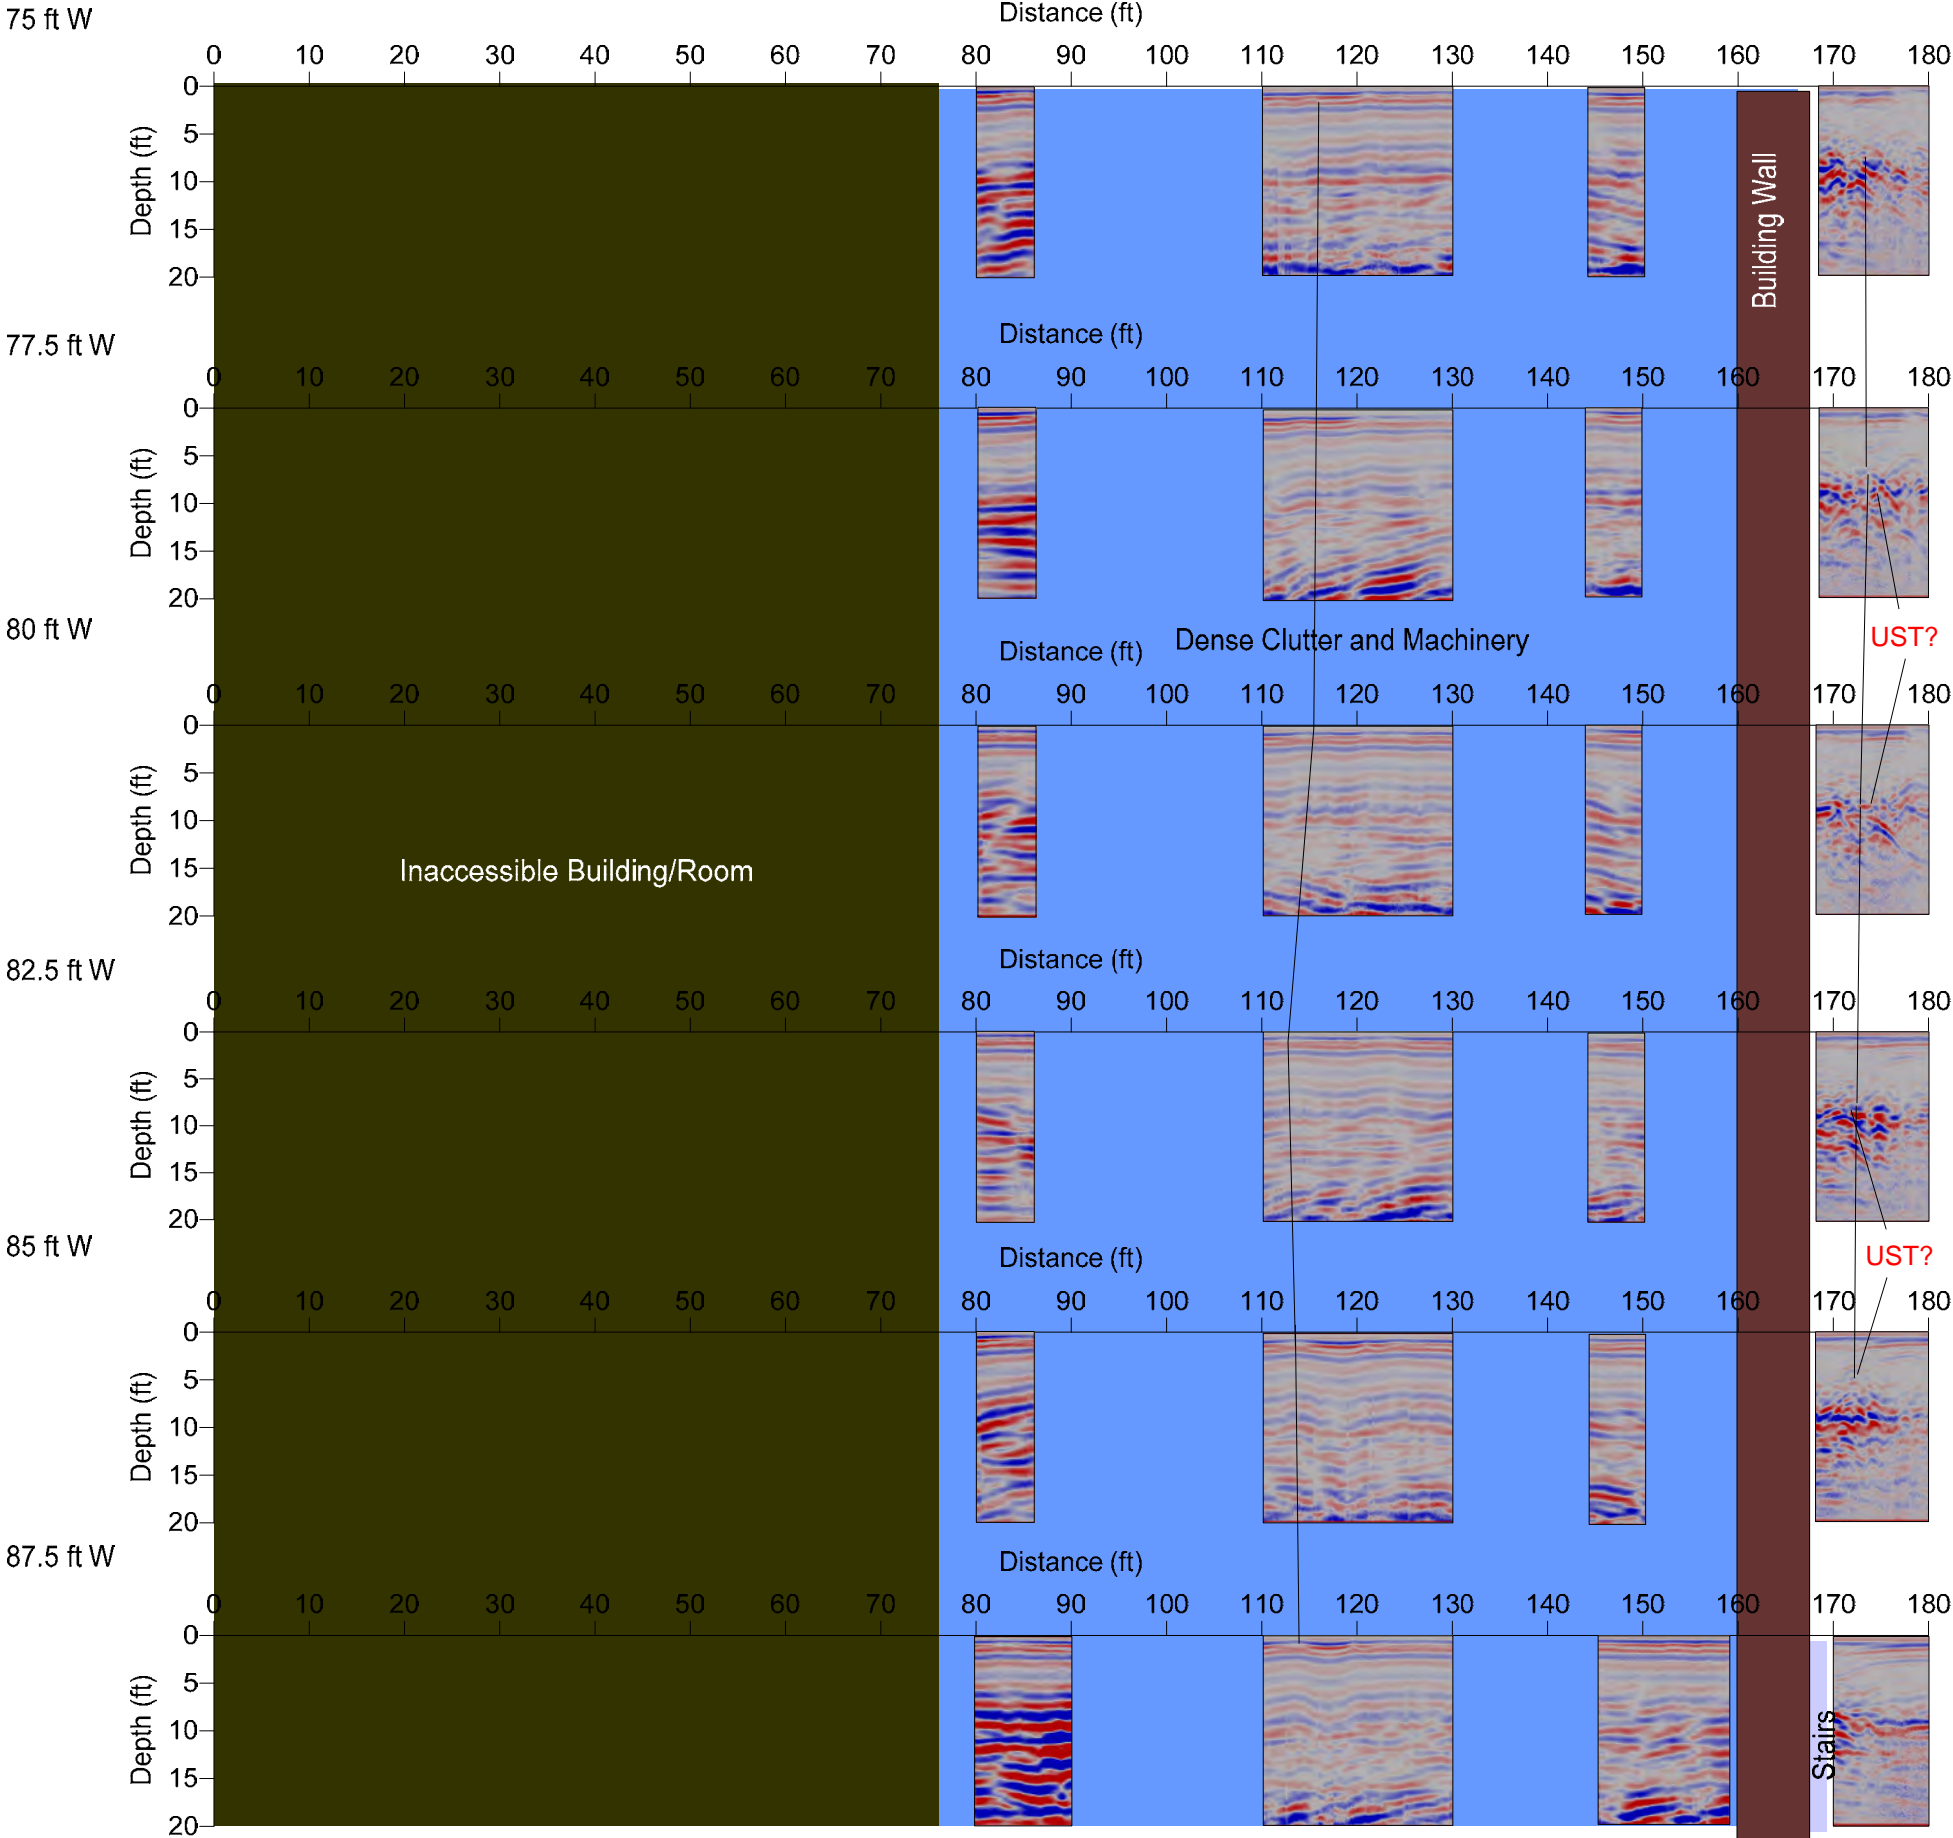 75 ft W
Distance (ft)
0 10 20 30 40 50 60 70 80 90 100 110 120 130 140 150 160 170 180
0
5
10
15
20
Depth (ft)
Building Wall
77.5 ft W
Distance (ft)
0 10 20 30 40 50 60 70 80 90 100 110 120 130 140 150 160 170 180
0
5
10
15
20
Depth (ft)
UST?
80 ft W
Dense Clutter and Machinery
Distance (ft)
0 10 20 30 40 50 60 70 80 90 100 110 120 130 140 150 160 170 180
0
5
10
15
20
Depth (ft)
Inaccessible Building/Room
82.5 ft W
Distance (ft)
0 10 20 30 40 50 60 70 80 90 100 110 120 130 140 150 160 170 180
0
5
10
15
20
Depth (ft)
UST?
85 ft W
Distance (ft)
0 10 20 30 40 50 60 70 80 90 100 110 120 130 140 150 160 170 180
0
5
10
15
20
Depth (ft)
87.5 ft W
Distance (ft)
0 10 20 30 40 50 60 70 80 90 100 110 120 130 140 150 160 170 180
0
5
10
15
20
Depth (ft)
Stairs